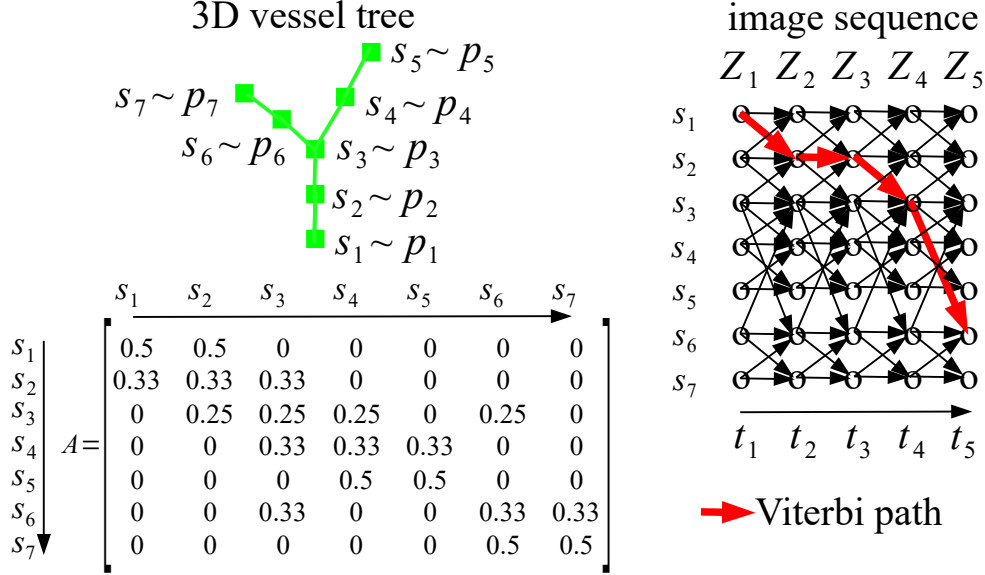 3D vessel tree
s5 ~ p5
s7 ~ p7
s4 ~ p4
s6 ~ p6
s3 ~ p3
s2 ~ p2
s1 ~ p1
s1 s2 s3 s4 s5 s6 s7
s1 0.5 0.5 0 0 0 0 0
s2 0.33 0.33 0.33 0 0 0 0
s3 0 0.25 0.25 0.25 0 0.25 0
s4 A= 0 0 0.33 0.33 0.33 0 0
s5 0 0 0 0.5 0.5 0 0
s6 0 0 0.33 0 0 0.33 0.33
s7 0 0 0 0 0 0.5 0.5
image sequence
Z1 Z2 Z3 Z4 Z5
s1
s2
s3
s4
s5
s6
s7
t1 t2 t3 t4 t5
Viterbi path